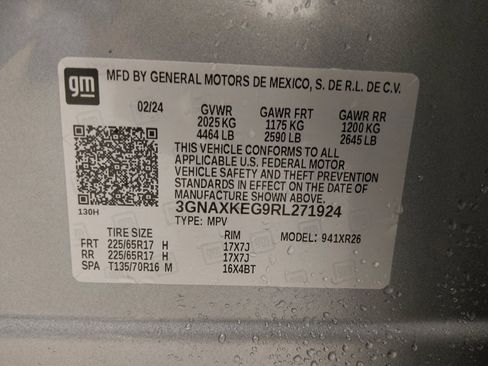 gm
MFD BY GENERAL MOTORS DE MEXICO, S. DE R.L. DE C.V.
02/24 GVWR GAWR FRT GAWR RR
2025 KG 1175 KG 1200 KG
4464 LB 2590 LB 2645 LB
THIS VEHICLE CONFORMS TO ALL
APPLICABLE U.S. FEDERAL MOTOR
VEHICLE SAFETY AND THEFT PREVENTION
STANDARDS IN EFFECT ON THE DATE OF
MANUFACTURE SHOWN ABOVE.
3GNAXKEG9RL271924
130H
TYPE: MPV
TIRE SIZE RIM MODEL: 941XR26
FRT 225/65R17 H 17X7J
RR 225/65R17 H 17X7J
SPA T135/70R16 M 16X4BT